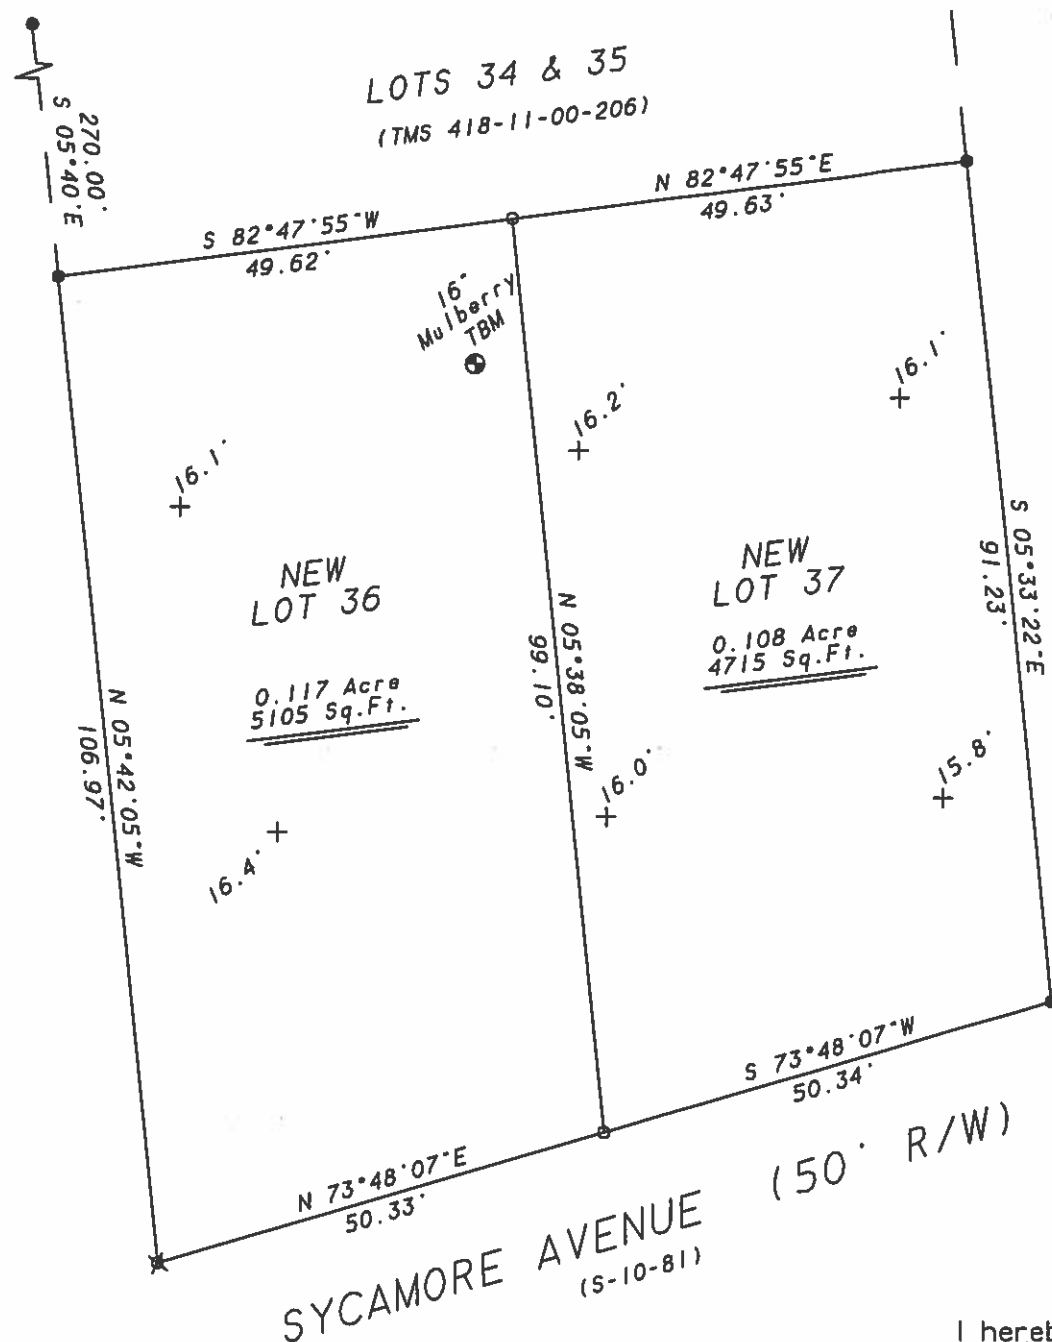 LOTS 34 & 35
(TMS 418-11-00-206)
270.00'
S 05°40'E
S 82°47'55"W
49.62'
N 82°47'55"E
49.63'
16"
Mulberry
TBM
16.1'
16.2'
16.1'
NEW
LOT 36
0.117 Acre
5105 Sq.Ft.
NEW
LOT 37
0.108 Acre
4715 Sq.Ft.
S 05°33'22"E
91.23'
N 05°38'05"W
99.10'
N 05°42'05"W
106.97'
16.4'
16.0'
15.8'
N 73°48'07"E
50.33'
S 73°48'07"W
50.34'
SYCAMORE AVENUE (50' R/W)
(S-10-81)
I